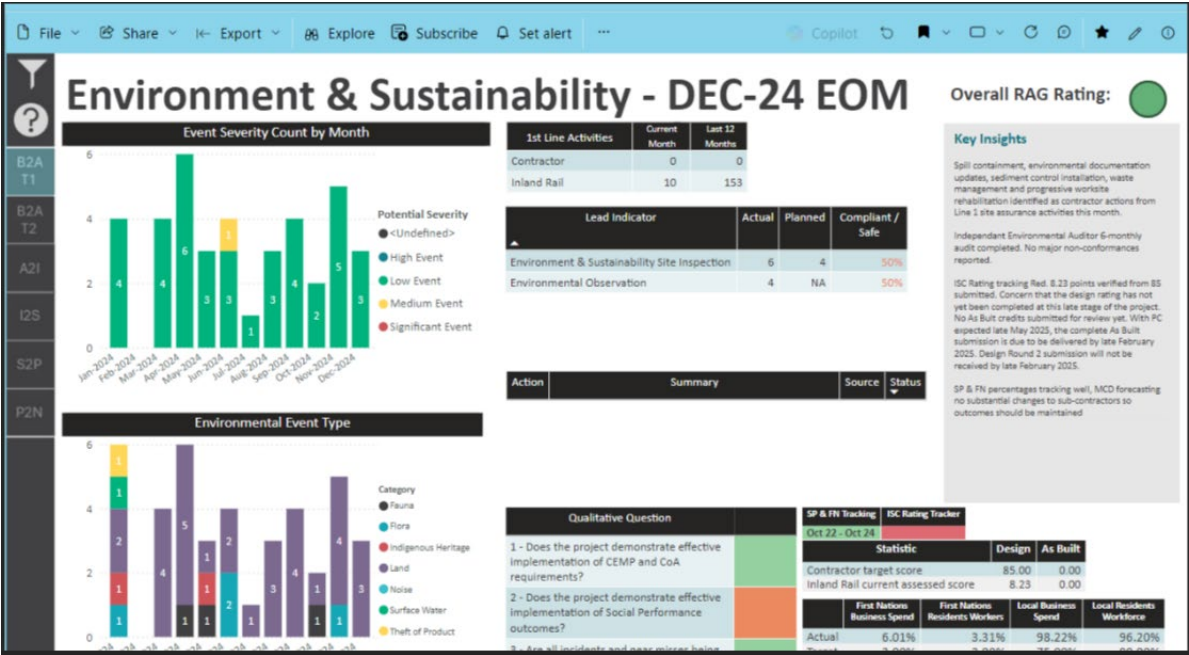 File Share Export Explore Subscribe Set alert ... Copilot
Environment & Sustainability - DEC-24 EOM
Overall RAG Rating:
B2A T1
B2A T2
A2I
I2S
S2P
P2N
Event Severity Count by Month
6
4
2
0
4 4 6 3 3 1 1 3 4 2 5 3
Jan-2024 Feb-2024 Mar-2024 Apr-2024 May-2024 Jun-2024 Jul-2024 Aug-2024 Sep-2024 Oct-2024 Nov-2024 Dec-2024
Potential Severity
<Undefined>
High Event
Low Event
Medium Event
Significant Event
Environmental Event Type
6
4
2
0
1 1 2 1 1
4
5 1
1 1 1
2 2
1
3
4
1 1
4 1
3
Category
Fauna
Flora
Indigenous Heritage
Land
Noise
Surface Water
Theft of Product
1st Line Activities Current Month Last 12 Months
Contractor 0 0
Inland Rail 10 153
Lead Indicator Actual Planned Compliant / Safe
Environment & Sustainability Site Inspection 6 4 50%
Environmental Observation 4 NA 50%
Action Summary Source Status
Qualitative Question
1 - Does the project demonstrate effective
implementation of CEMP and CoA
requirements?
2 - Does the project demonstrate effective
implementation of Social Performance
outcomes?
3 - Are all incidents and near misses being
Key Insights
Spill containment, environmental documentation
updates, sediment control installation, waste
management and progressive worksite
rehabilitation identified as contractor actions from
Line 1 site assurance activities this month.
Independant Environmental Auditor 6-monthly
audit completed. No major non-conformances
reported.
ISC Rating tracking Red. 8.23 points verified from 85
submitted. Concern that the design rating has not
yet been completed at this late stage of the project.
No As Built credits submitted for review yet. With PC
expected late May 2025, the complete As Built
submission is due to be delivered by late February
2025. Design Round 2 submission will not be
received by late February 2025.
SP & FN percentages tracking well, MCD forecasting
no substantial changes to sub-contractors so
outcomes should be maintained
SP & FN Tracking ISC Rating Tracker
Oct 22 - Oct 24
Statistic Design As Built
Contractor target score 85.00 0.00
Inland Rail current assessed score 8.23 0.00
First Nations Business Spend First Nations Residents Workers Local Business Spend Local Residents Workforce
Actual 6.01% 3.31% 98.22% 96.20%